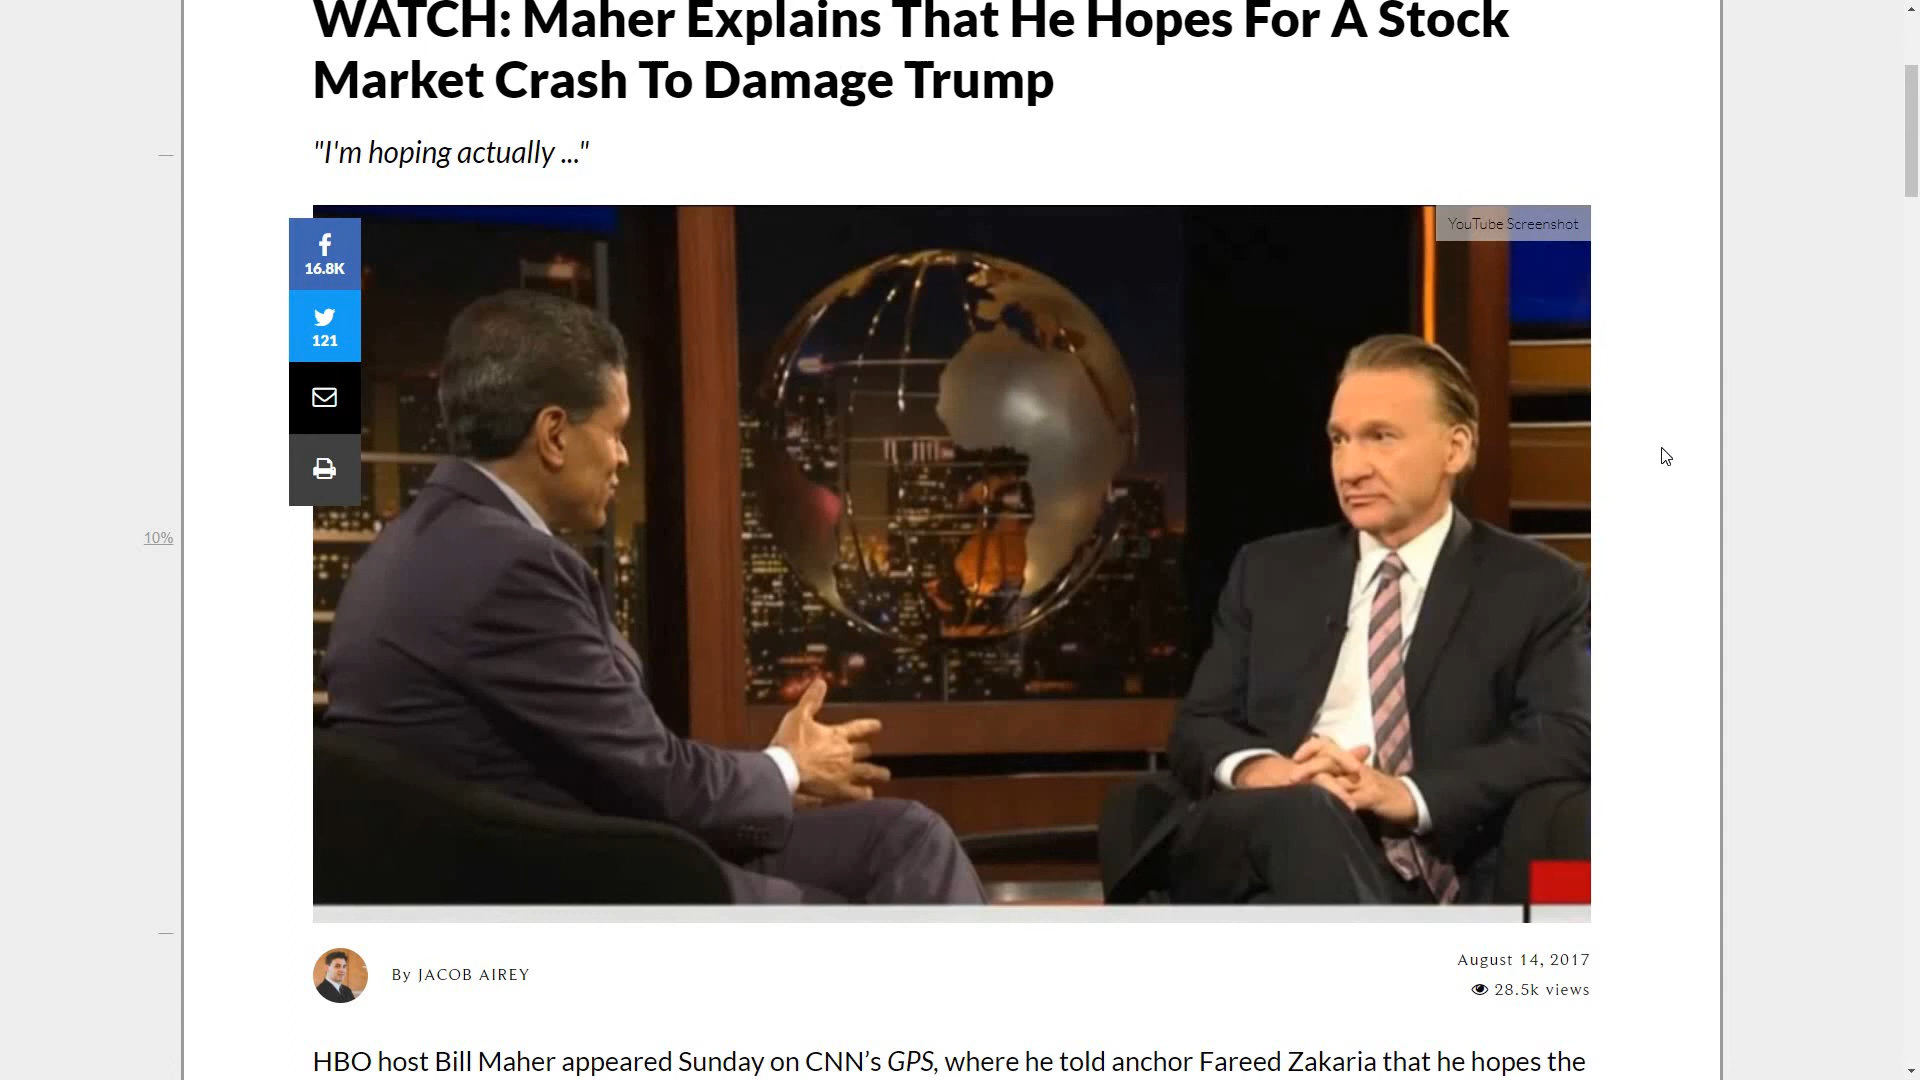 WATCH: Maher Explains That He Hopes For A Stock
Market Crash To Damage Trump
"I'm hoping actually ..."
YouTube Screenshot
16.8K
121
10%
By JACOB AIREY
August 14, 2017
28.5k views
HBO host Bill Maher appeared Sunday on CNN’s GPS, where he told anchor Fareed Zakaria that he hopes the